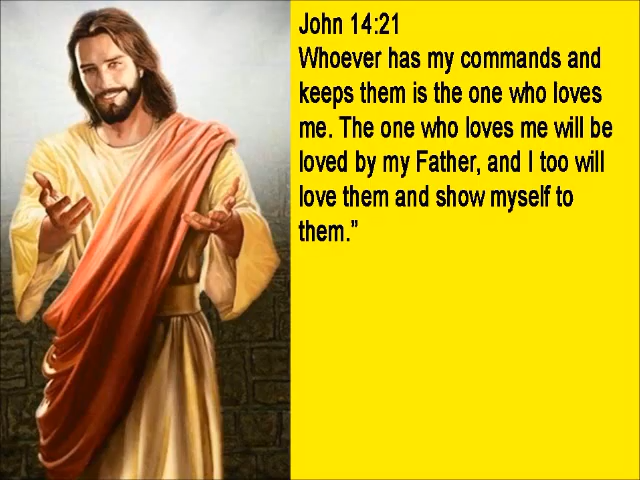 John 14:21
Whoever has my commands and
keeps them is the one who loves
me. The one who loves me will be
loved by my Father, and I too will
love them and show myself to
them.”